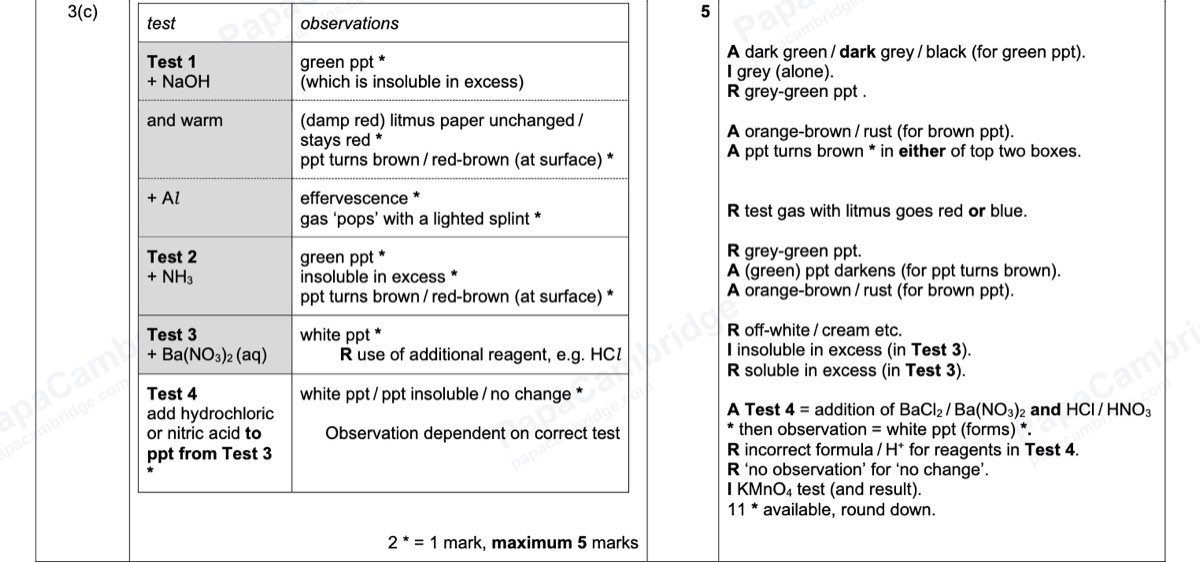 3(c)
test
observations
5
Test 1
+ NaOH
green ppt *
(which is insoluble in excess)
A dark green / dark grey / black (for green ppt).
I grey (alone).
R grey-green ppt .
and warm
(damp red) litmus paper unchanged /
stays red *
ppt turns brown / red-brown (at surface) *
A orange-brown / rust (for brown ppt).
A ppt turns brown * in either of top two boxes.
+ Al
effervescence *
gas ‘pops’ with a lighted splint *
R test gas with litmus goes red or blue.
Test 2
+ NH₃
green ppt *
insoluble in excess *
ppt turns brown / red-brown (at surface) *
R grey-green ppt.
A (green) ppt darkens (for ppt turns brown).
A orange-brown / rust (for brown ppt).
Test 3
+ Ba(NO₃)₂ (aq)
white ppt *
R use of additional reagent, e.g. HCl
R off-white / cream etc.
I insoluble in excess (in Test 3).
R soluble in excess (in Test 3).
Test 4
add hydrochloric
or nitric acid to
ppt from Test 3
*
white ppt / ppt insoluble / no change *
Observation dependent on correct test
A Test 4 = addition of BaCl₂ / Ba(NO₃)₂ and HCl / HNO₃
* then observation = white ppt (forms) *.
R incorrect formula / H⁺ for reagents in Test 4.
R ‘no observation’ for ‘no change’.
I KMnO₄ test (and result).
11 * available, round down.
2 * = 1 mark, maximum 5 marks